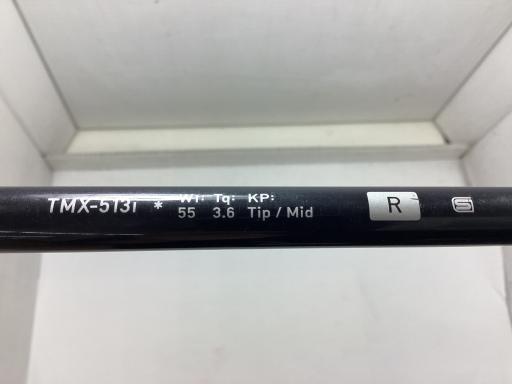 TMX-513i * Wt: Tq: KP:
55 3.6 Tip / Mid
R
S